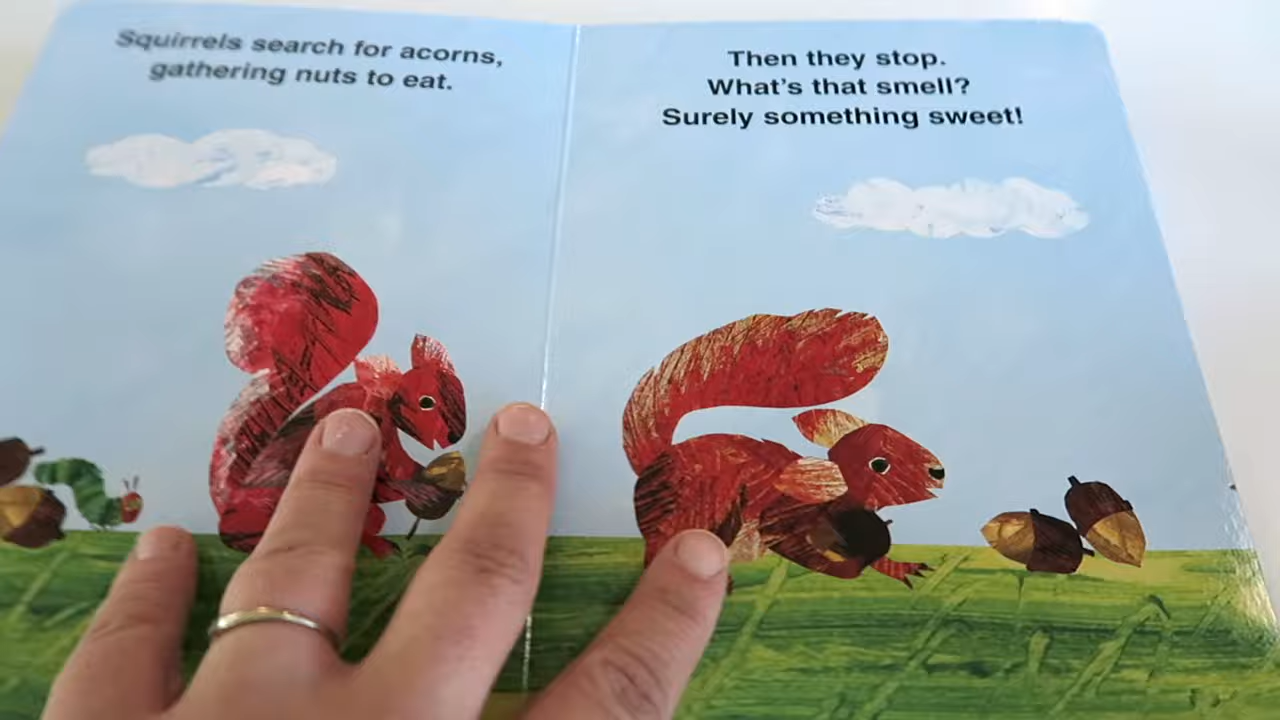 Squirrels search for acorns,
gathering nuts to eat.
Then they stop.
What's that smell?
Surely something sweet!